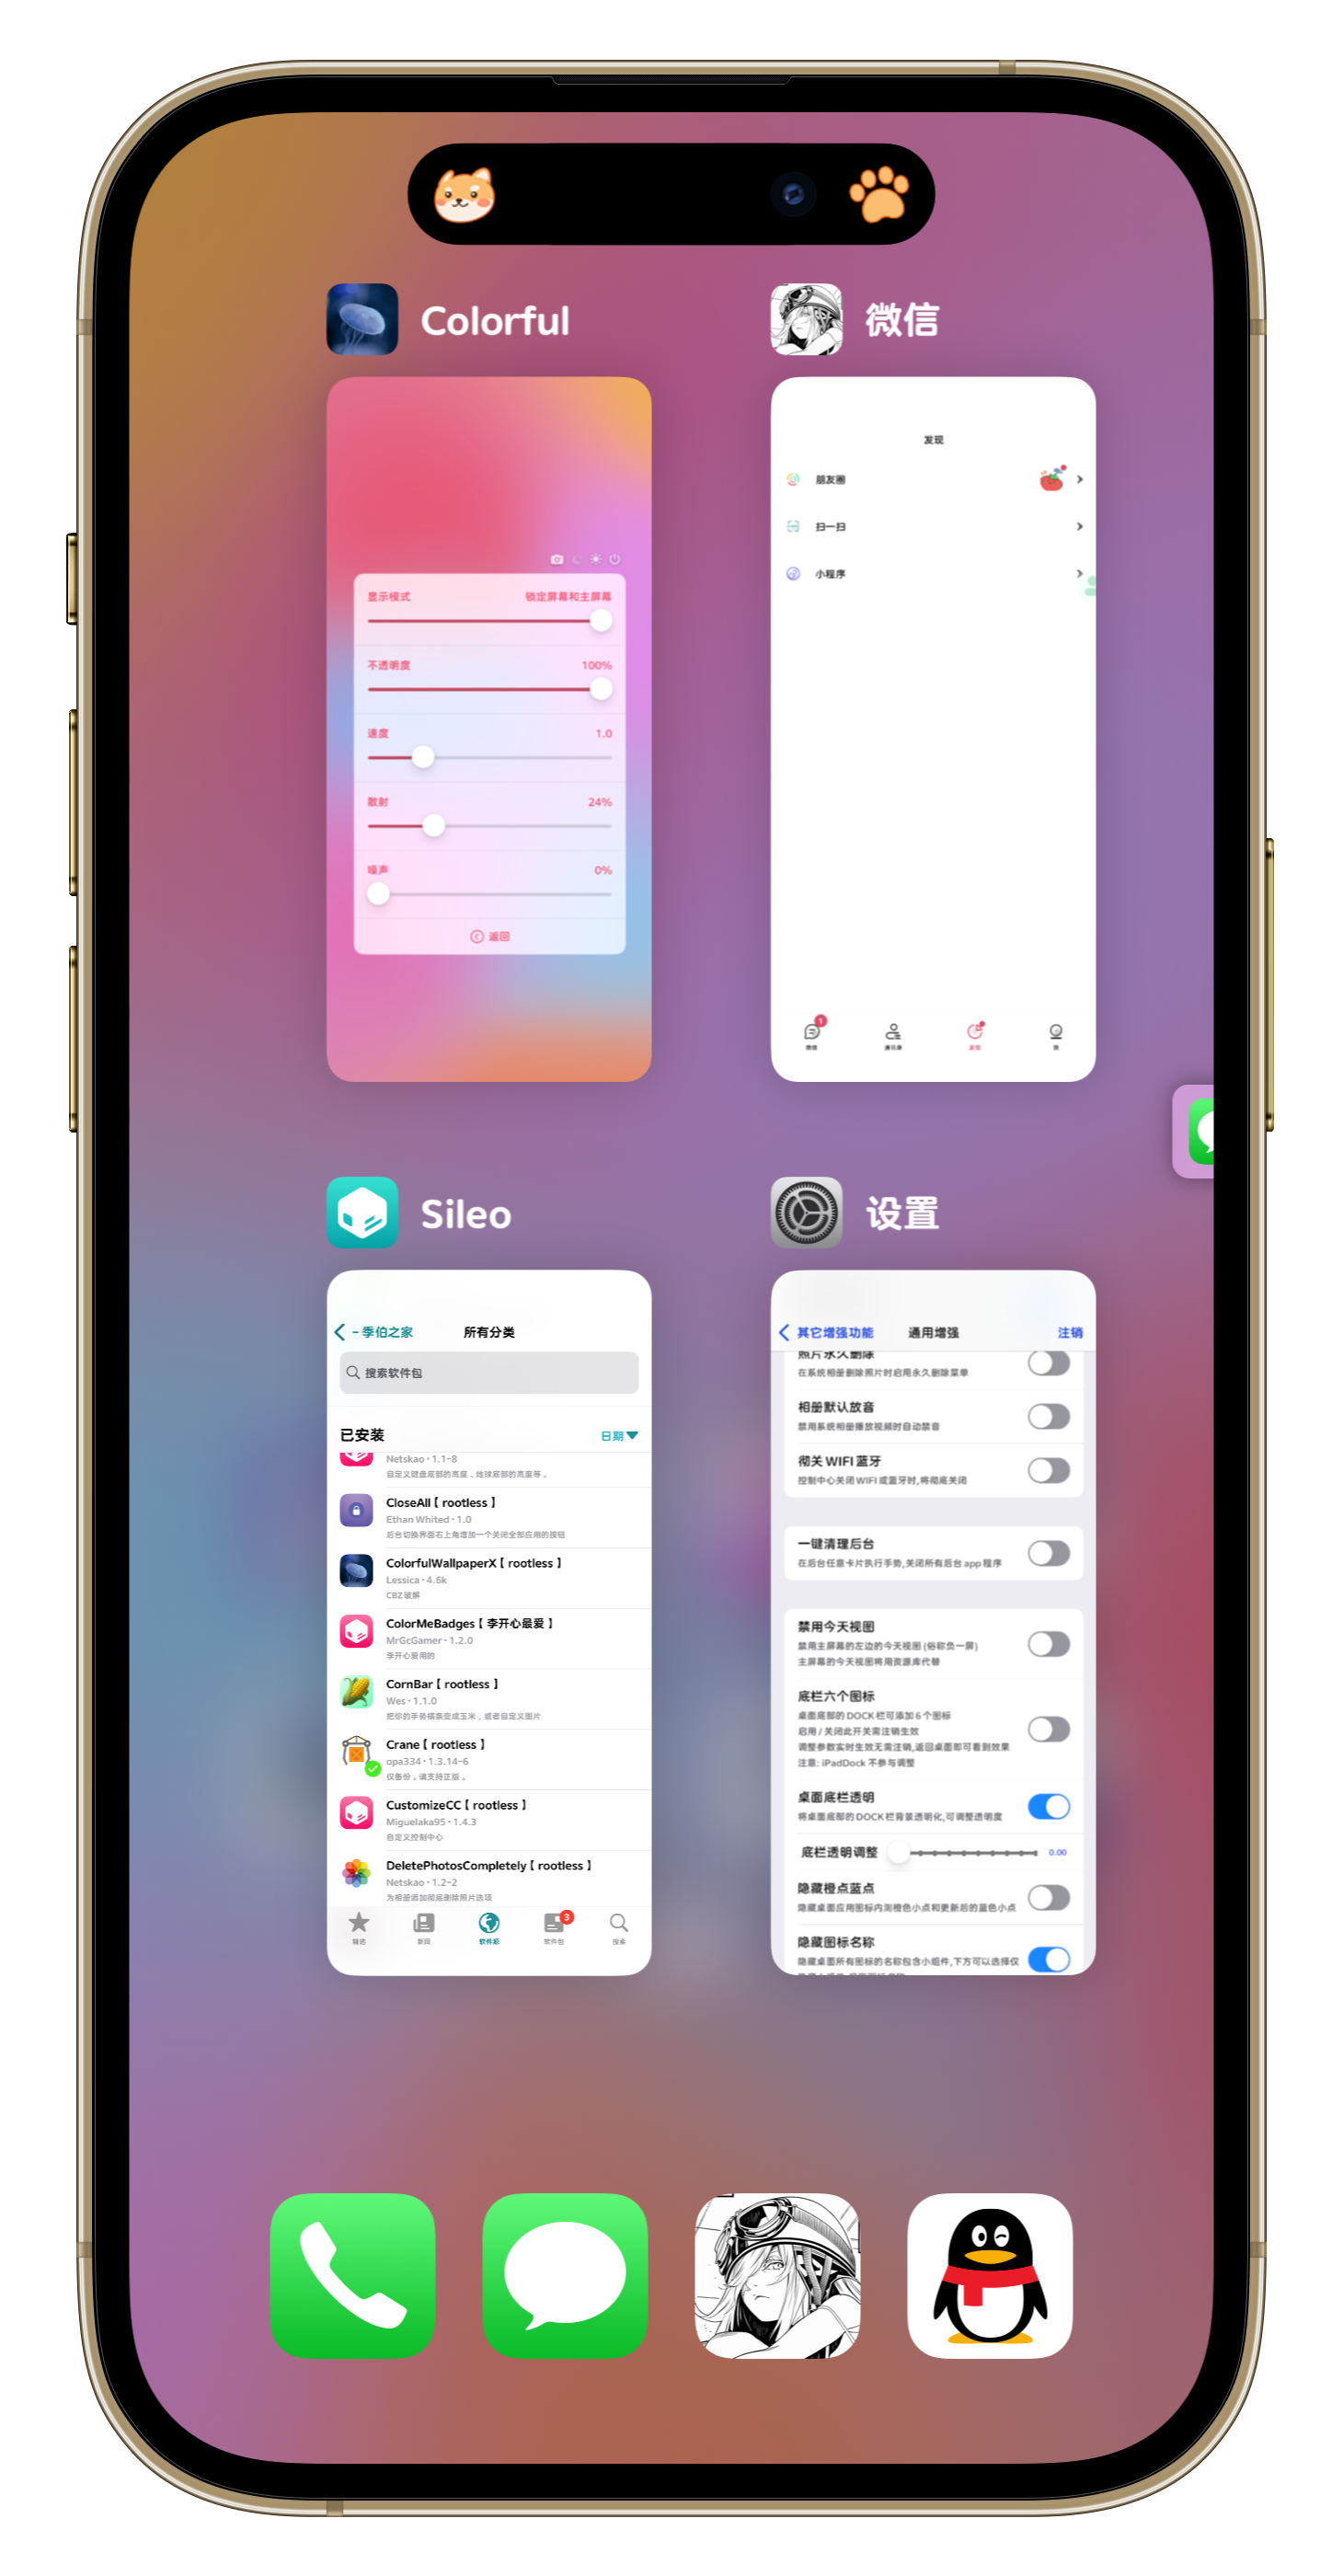 Colorful
微信
显示模式 锁定屏幕和主屏幕
不透明度 100%
速度 1.0
散射 24%
噪声 0%
返回
发现
朋友圈
扫一扫
小程序
1
微信 通讯录 发现 我
Sileo
设置
- 季伯之家 所有分类
搜索软件包
已安装 日期
Netskao · 1.1-8
自定义键盘底部的高度、地球底部的高度等。
CloseAll【 rootless 】
Ethan Whited · 1.0
后台切换界面右上角增加一个关闭全部应用的按钮
ColorfulWallpaperX【 rootless 】
Lessica · 4.6k
CBZ破解
ColorMeBadges【 李开心最爱 】
MrGcGamer · 1.2.0
李开心爱用的
CornBar【 rootless 】
Wes · 1.1.0
把你的手势横条变成玉米，或者自定义图片
Crane【 rootless 】
opa334 · 1.3.14-6
仅备份。请支持正版。
CustomizeCC【 rootless 】
Miguelaka95 · 1.4.3
自定义控制中心
DeletePhotosCompletely【 rootless 】
Netskao · 1.2-2
为相册添加彻底删除照片选项
3
精选 新闻 软件源 软件包 搜索
其它增强功能 通用增强 注销
照片永久删除
在系统相册删除照片时启用永久删除菜单
相册默认放音
禁用系统相册播放视频时自动禁音
彻关 WIFI 蓝牙
控制中心关闭 WIFI 或蓝牙时,将彻底关闭
一键清理后台
在后台任意卡片执行手势,关闭所有后台 app 程序
禁用今天视图
禁用主屏幕的左边的今天视图 (俗称负一屏)
主屏幕的今天视图将用资源库代替
底栏六个图标
桌面底部的 DOCK 栏可添加 6 个图标
启用 / 关闭此开关需注销生效
调整参数实时生效无需注销,返回桌面即可看到效果
注意: iPadDock 不参与调整
桌面底栏透明
将桌面底部的 DOCK 栏背景透明化,可调整透明度
底栏透明调整 0.00
隐藏橙点蓝点
隐藏桌面应用图标内测橙色小点和更新后的蓝色小点
隐藏图标名称
隐藏桌面所有图标的名称包含小组件,下方可以选择仅